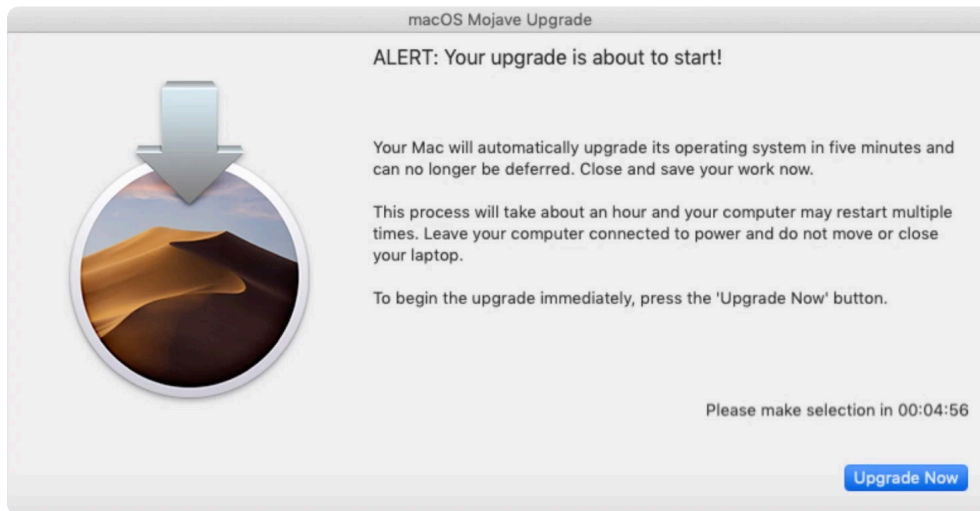 macOS Mojave Upgrade
ALERT: Your upgrade is about to start!
Your Mac will automatically upgrade its operating system in five minutes and
can no longer be deferred. Close and save your work now.
This process will take about an hour and your computer may restart multiple
times. Leave your computer connected to power and do not move or close
your laptop.
To begin the upgrade immediately, press the 'Upgrade Now' button.
Please make selection in 00:04:56
Upgrade Now